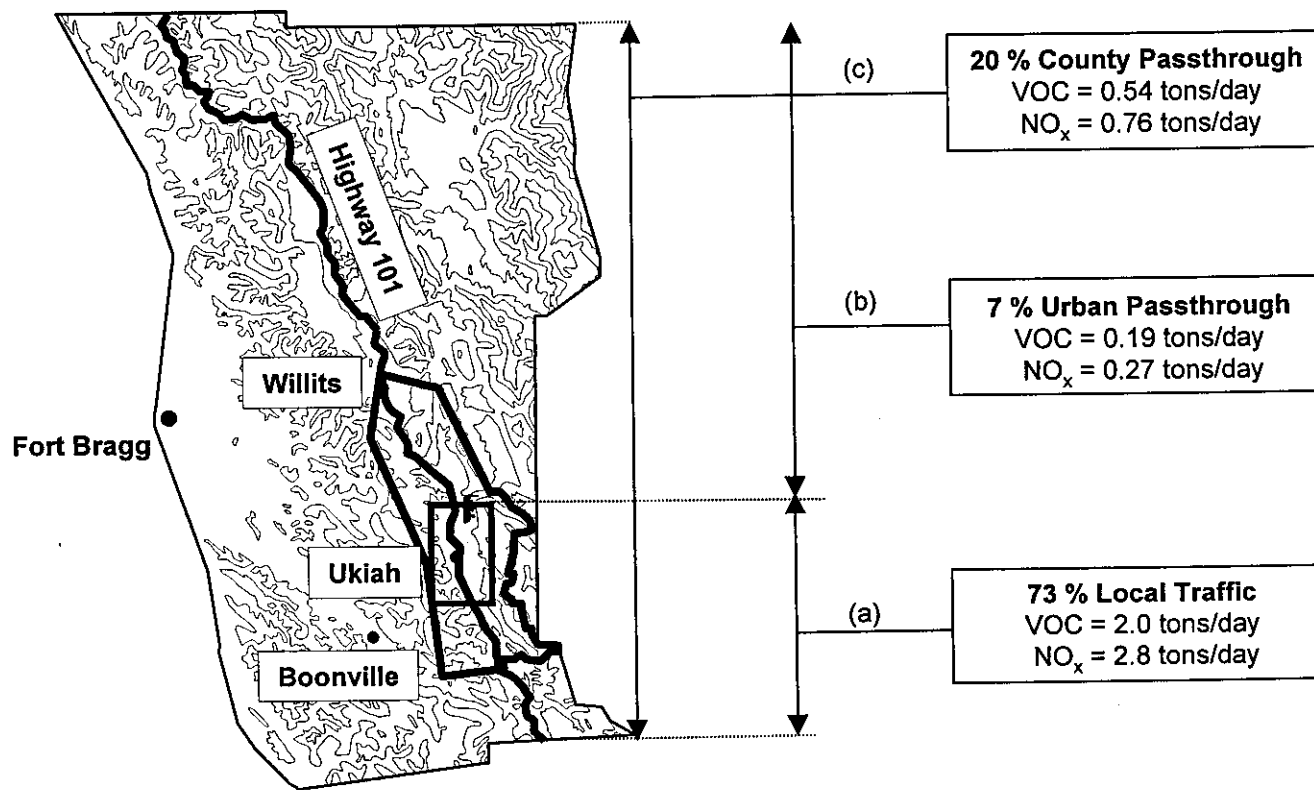 (c)
20 % County Passthrough
VOC = 0.54 tons/day
NOx = 0.76 tons/day
Highway 101
(b)
7 % Urban Passthrough
VOC = 0.19 tons/day
NOx = 0.27 tons/day
Willits
Fort Bragg
Ukiah
(a)
73 % Local Traffic
VOC = 2.0 tons/day
NOx = 2.8 tons/day
Boonville